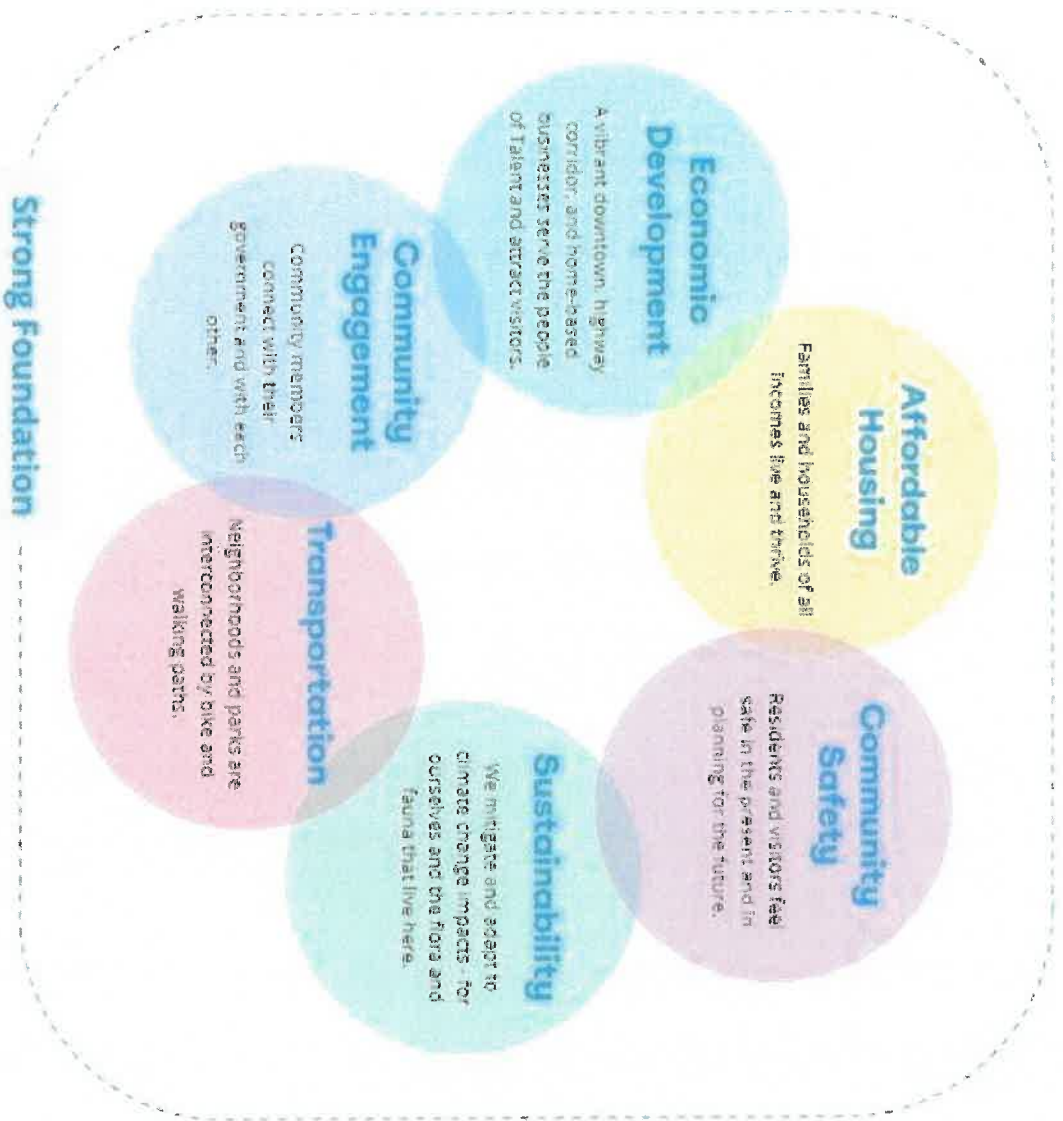 Affordable
Housing
Families and households of all
incomes live and thrive.
Community
Safety
Residents and visitors feel
safe in the present and in
planning for the future.
Sustainability
We mitigate and adapt to
climate change impacts - for
ourselves and the flora and
fauna that live here.
Transportation
Neighborhoods and parks are
interconnected by bike and
walking paths.
Community
Engagement
Community members
connect with their
government and with each
other.
Economic
Development
A vibrant downtown, highway
corridor, and home-based
businesses serve the people
of Talent and attract visitors.
Strong Foundation